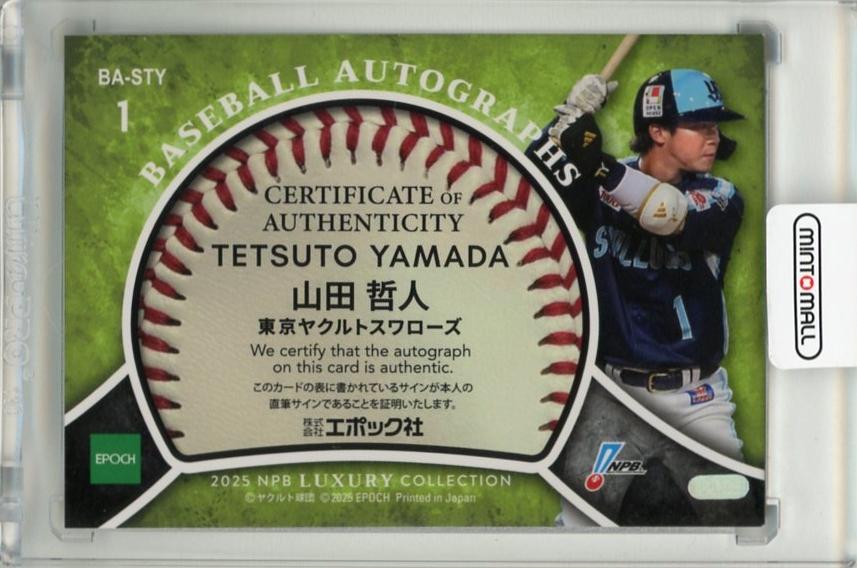 BA-STY
1
BASEBALL AUTOGRAPHS
CERTIFICATE OF
AUTHENTICITY
TETSUTO YAMADA
山田 哲人
東京ヤクルトスワローズ
We certify that the autograph
on this card is authentic.
このカードの表に書かれているサインが本人の
直筆サインであることを証明いたします。
株式会社エポック社
EPOCH
2025 NPB LUXURY COLLECTION
©ヤクルト球団 ©2025 EPOCH Printed in Japan
NPB
OPEN
HOUSE
1
MINT MALL